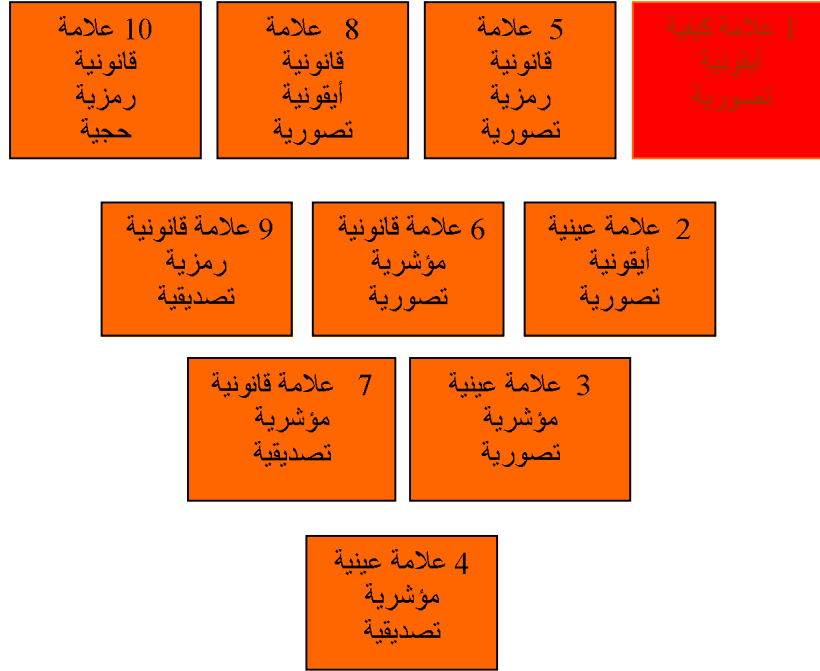 1 علامة كيفية
أيقونية
تصورية
5 علامة
قانونية
رمزية
تصورية
8 علامة
قانونية
أيقونية
تصورية
10 علامة
قانونية
رمزية
حجية
2 علامة عينية
أيقونية
تصورية
6 علامة قانونية
مؤشرية
تصورية
9 علامة قانونية
رمزية
تصديقية
3 علامة عينية
مؤشرية
تصورية
7 علامة قانونية
مؤشرية
تصديقية
4 علامة عينية
مؤشرية
تصديقية